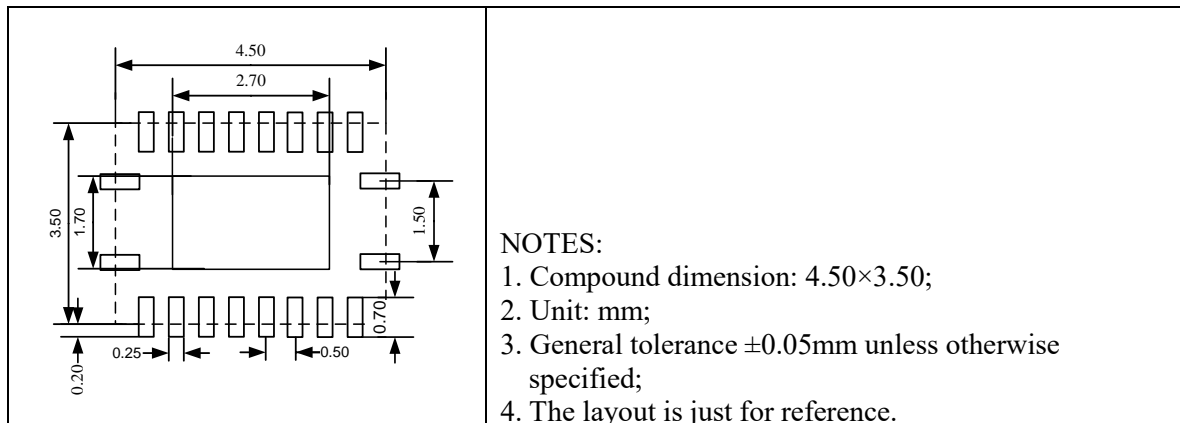 4.50
2.70
3.50
1.70
1.50
0.70
0.25
0.50
0.20
NOTES:
1. Compound dimension: 4.50×3.50;
2. Unit: mm;
3. General tolerance ±0.05mm unless otherwise
specified;
4. The layout is just for reference.